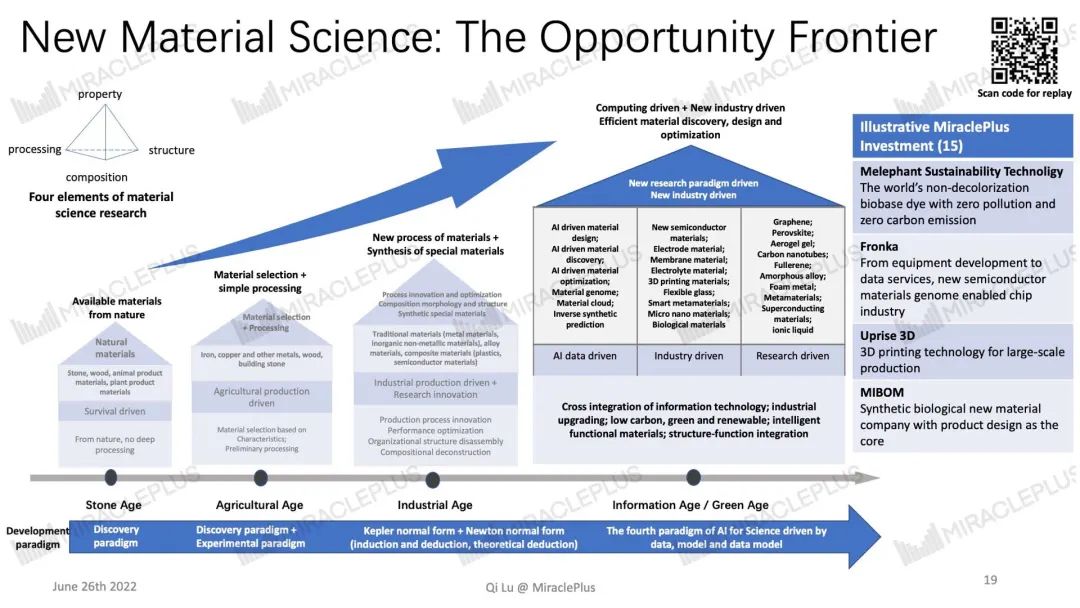 New Material Science: The Opportunity Frontier
Scan code for replay
property
processing
structure
composition
Four elements of material
science research
Available materials
from nature
Natural
materials
Stone, wood, animal product
materials, plant product
materials
Survival driven
From nature, no deep
processing
Material selection +
simple processing
Material selection
+ Processing
Iron, copper and other metals, wood,
building stone
Agricultural production
driven
Material selection based on
Characteristics;
Preliminary processing
New process of materials +
Synthesis of special materials
Process innovation and optimization
Composition morphology and structure
Synthetic special materials
Traditional materials (metal materials,
inorganic non-metallic materials), alloy
materials, composite materials (plastics,
semiconductor materials)
Industrial production driven +
Research innovation
Production process innovation
Performance optimization
Organizational structure disassembly
Compositional deconstruction
Computing driven + New industry driven
Efficient material discovery, design and
optimization
New research paradigm driven
New industry driven
AI driven material
design;
AI driven material
discovery;
AI driven material
optimization;
Material genome;
Material cloud;
Inverse synthetic
prediction
AI data driven
New semiconductor
materials;
Electrode material;
Membrane material;
Electrolyte material;
3D printing materials;
Flexible glass;
Smart metamaterials;
Micro nano materials;
Biological materials
Industry driven
Graphene;
Perovskite;
Aerogel gel;
Carbon nanotubes;
Fullerene;
Amorphous alloy;
Foam metal;
Metamaterials;
Superconducting
materials;
ionic liquid
Research driven
Cross integration of information technology; industrial
upgrading; low carbon, green and renewable; intelligent
functional materials; structure-function integration
Illustrative MiraclePlus
Investment (15)
Melephant Sustainability Technoligy
The world's non-decolorization
biobase dye with zero pollution and
zero carbon emission
Fronka
From equipment development to
data services, new semiconductor
materials genome enabled chip
industry
Uprise 3D
3D printing technology for large-scale
production
MIBOM
Synthetic biological new material
company with product design as the
core
Stone Age
Agricultural Age
Industrial Age
Information Age / Green Age
Development
paradigm
Discovery
paradigm
Discovery paradigm +
Experimental paradigm
Kepler normal form + Newton normal form
(induction and deduction, theoretical deduction)
The fourth paradigm of AI for Science driven by
data, model and data model
June 26th 2022
Qi Lu @ MiraclePlus
19
MIRACLEPLUS